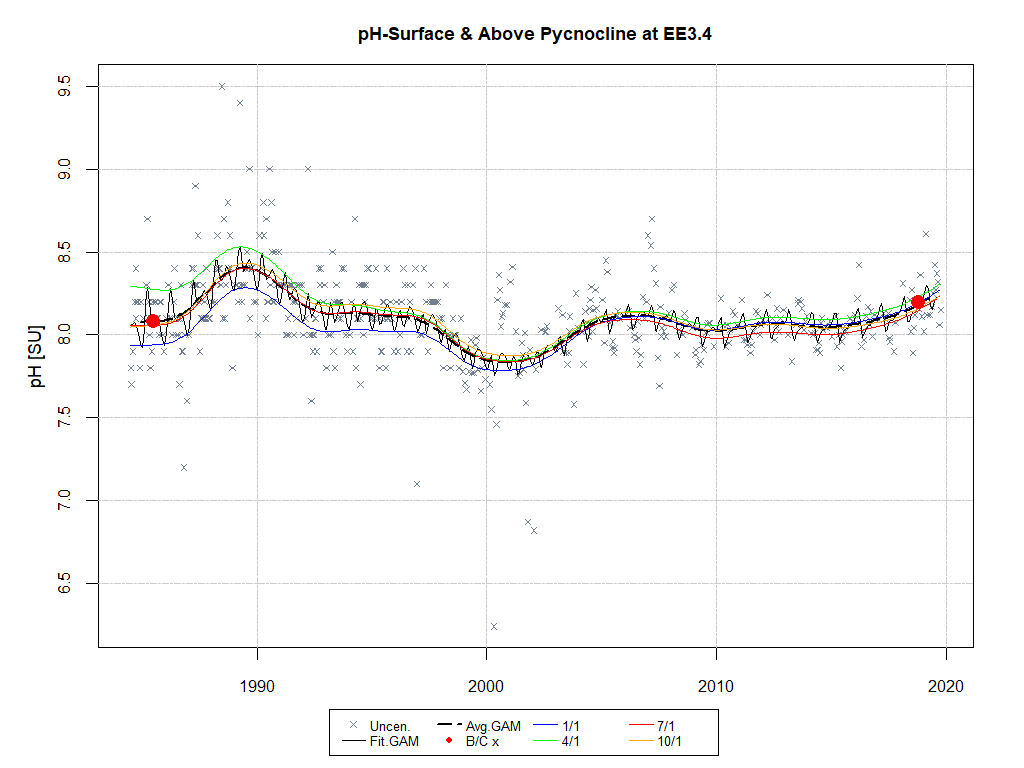 pH-Surface & Above Pycnocline at EE3.4
9.5
9.0
8.5
8.0
7.5
7.0
6.5
pH [SU]
1990 2000 2010 2020
Uncen. Avg.GAM 1/1 7/1
Fit.GAM B/C x 4/1 10/1